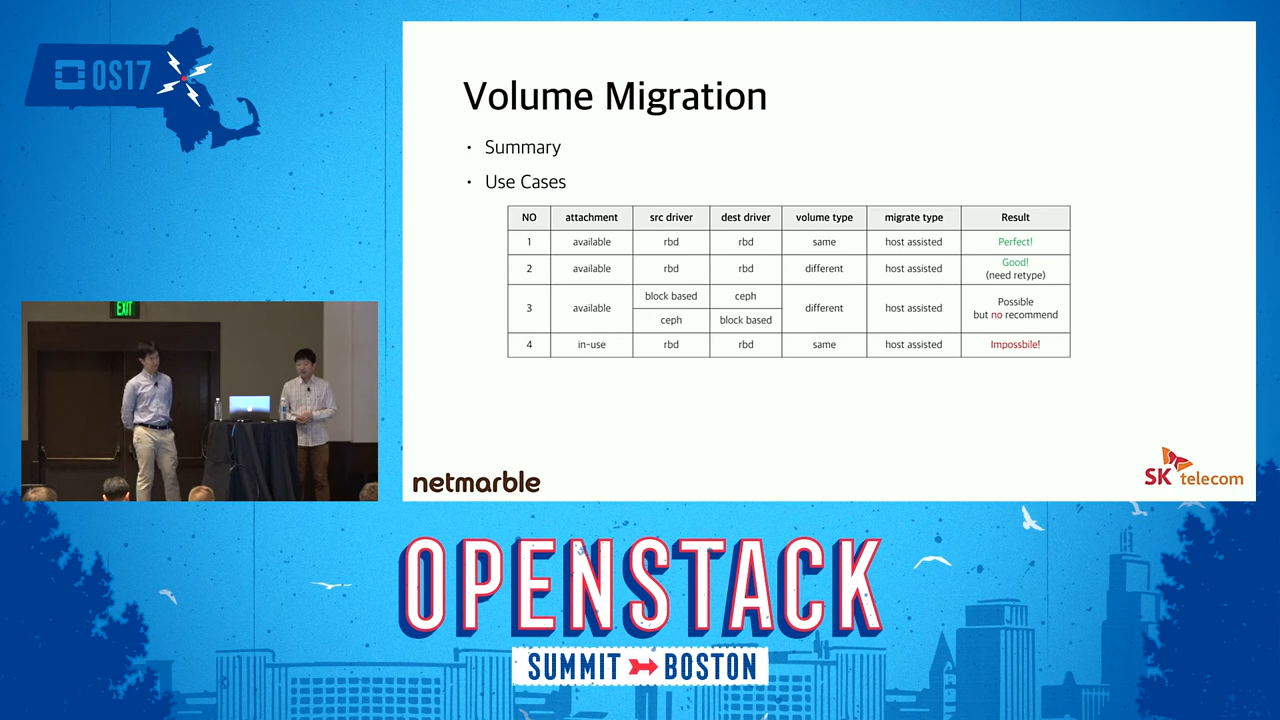 OS17
Volume Migration
• Summary
• Use Cases
NO attachment src driver dest driver volume type migrate type Result
1 available rbd rbd same host assisted Perfect!
2 available rbd rbd different host assisted Good!
(need retype)
3 available block based ceph different host assisted Possible
but no recommend
ceph block based
4 in-use rbd rbd same host assisted Impossbile!
EXIT
netmarble
SK telecom
OPENSTACK
SUMMIT BOSTON